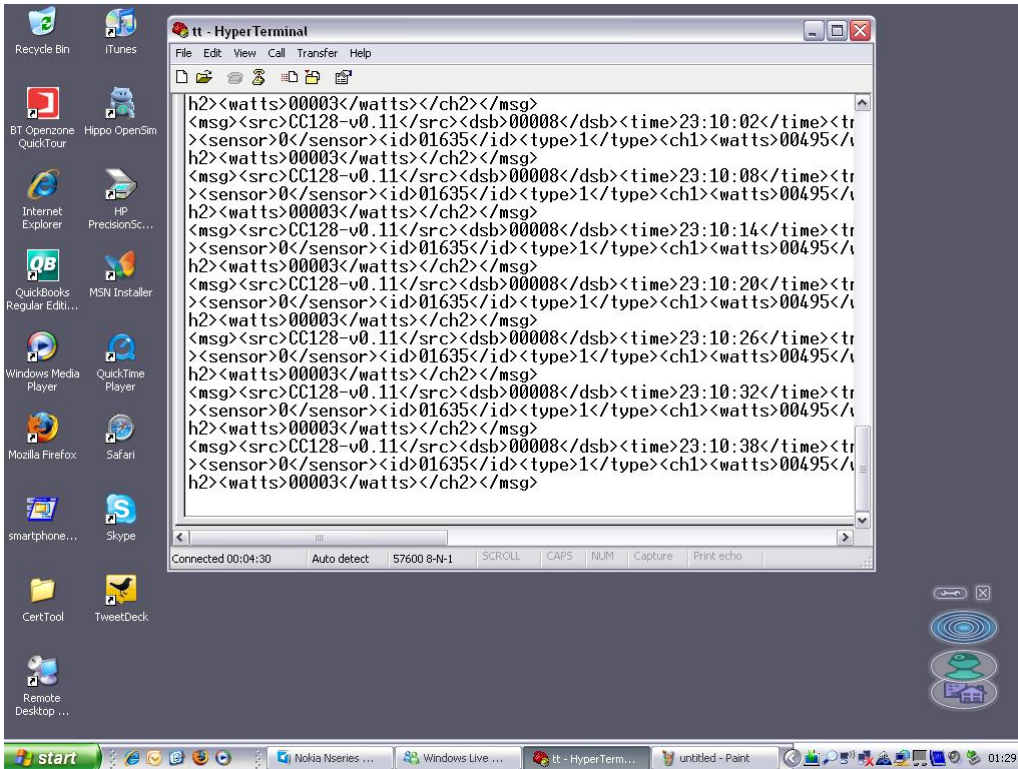 Recycle Bin
iTunes
BT Openzone QuickTour
Hippo OpenSim
Internet Explorer
HP PrecisionSc...
QuickBooks Regular Editi...
MSN Installer
Windows Media Player
QuickTime Player
Mozilla Firefox
Safari
smartphone...
Skype
CertTool
TweetDeck
Remote Desktop ...
tt - HyperTerminal
File Edit View Call Transfer Help
h2><watts>00003</watts></ch2></msg>
<msg><src>CC128-v0.11</src><dsb>00008</dsb><time>23:10:02</time><tm
><sensor>0</sensor><id>01635</id><type>1</type><ch1><watts>00495</w
h2><watts>00003</watts></ch2></msg>
<msg><src>CC128-v0.11</src><dsb>00008</dsb><time>23:10:08</time><tm
><sensor>0</sensor><id>01635</id><type>1</type><ch1><watts>00495</w
h2><watts>00003</watts></ch2></msg>
<msg><src>CC128-v0.11</src><dsb>00008</dsb><time>23:10:14</time><tm
><sensor>0</sensor><id>01635</id><type>1</type><ch1><watts>00495</w
h2><watts>00003</watts></ch2></msg>
<msg><src>CC128-v0.11</src><dsb>00008</dsb><time>23:10:20</time><tm
><sensor>0</sensor><id>01635</id><type>1</type><ch1><watts>00495</w
h2><watts>00003</watts></ch2></msg>
<msg><src>CC128-v0.11</src><dsb>00008</dsb><time>23:10:26</time><tm
><sensor>0</sensor><id>01635</id><type>1</type><ch1><watts>00495</w
h2><watts>00003</watts></ch2></msg>
<msg><src>CC128-v0.11</src><dsb>00008</dsb><time>23:10:32</time><tm
><sensor>0</sensor><id>01635</id><type>1</type><ch1><watts>00495</w
h2><watts>00003</watts></ch2></msg>
<msg><src>CC128-v0.11</src><dsb>00008</dsb><time>23:10:38</time><tm
><sensor>0</sensor><id>01635</id><type>1</type><ch1><watts>00495</w
h2><watts>00003</watts></ch2></msg>
Connected 00:04:30 Auto detect 57600 8-N-1 SCROLL CAPS NUM Capture Print echo
start Nokia Nseries ... Windows Live ... tt - HyperTerm... untitled - Paint 01:29